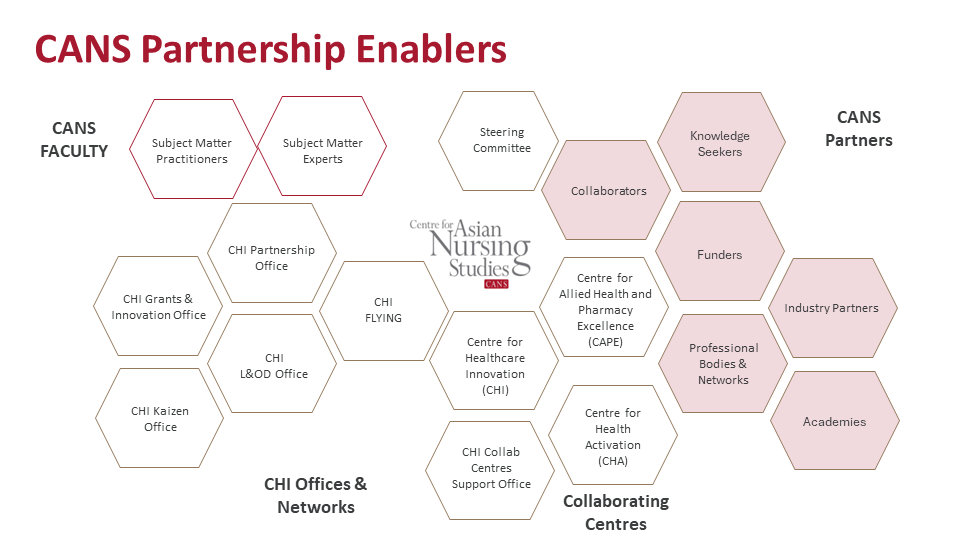 CANS Partnership Enablers
CANS
FACULTY
Subject Matter
Practitioners
Subject Matter
Experts
Steering
Committee
Collaborators
Knowledge
Seekers
CANS
Partners
CHI Partnership
Office
Centre for
Asian
Nursing
Studies
CANS
Funders
CHI Grants &
Innovation Office
CHI
FLYING
Centre for
Allied Health and
Pharmacy
Excellence
(CAPE)
Industry Partners
CHI
L&OD Office
Centre for
Healthcare
Innovation
(CHI)
Professional
Bodies &
Networks
CHI Kaizen
Office
Centre for
Health
Activation
(CHA)
Academies
CHI Collab
Centres
Support Office
CHI Offices &
Networks
Collaborating
Centres